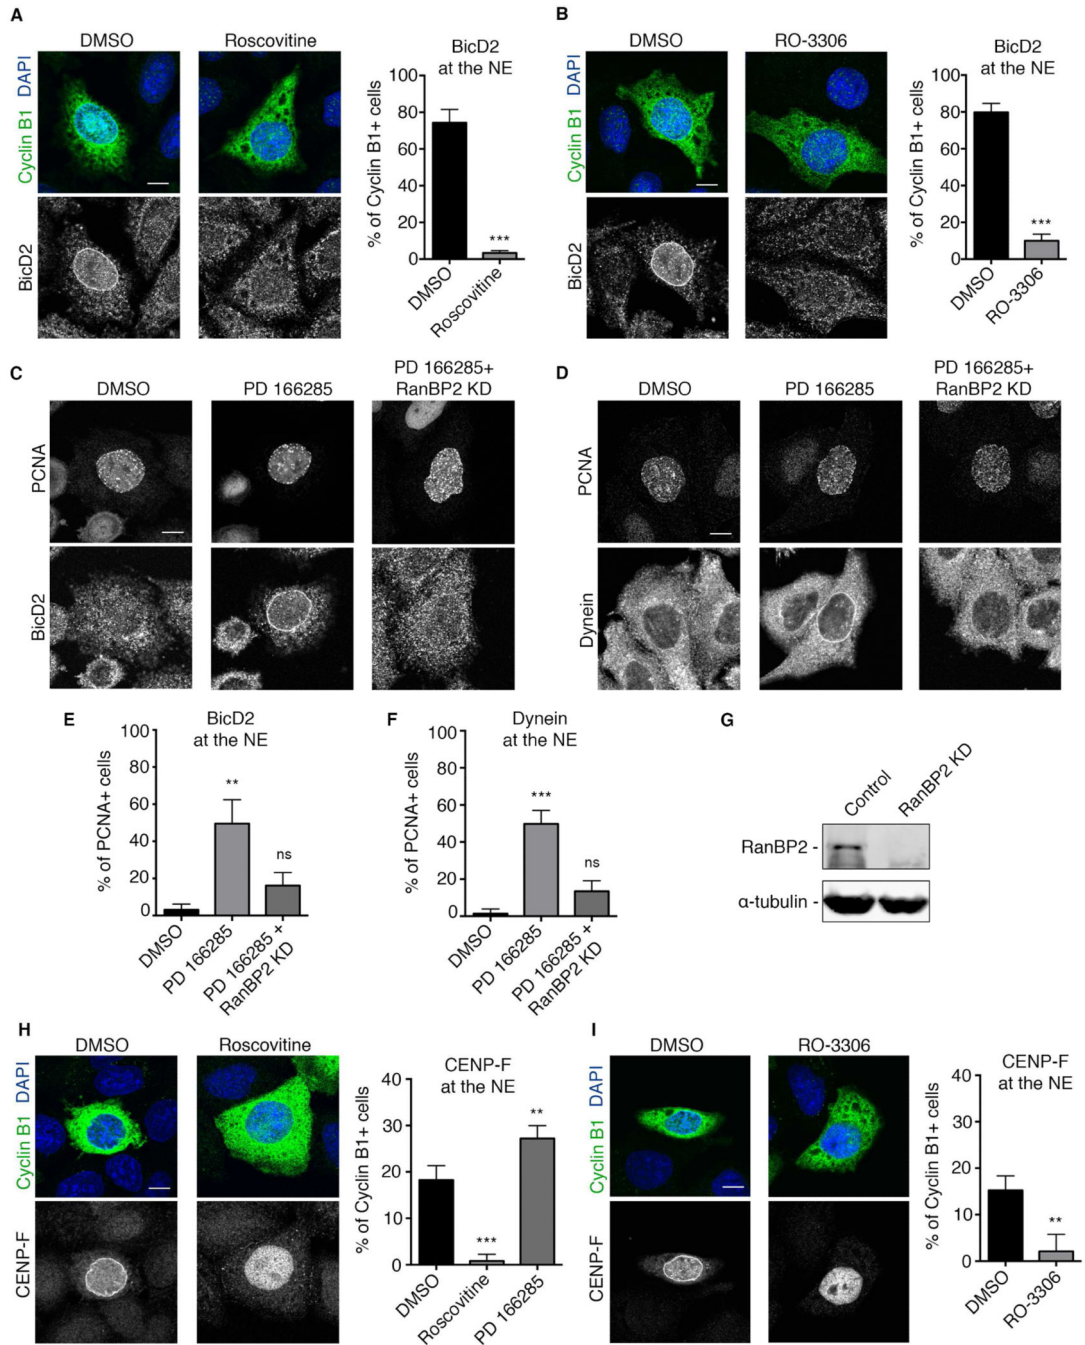 A
DMSO
Roscovitine
Cyclin B1 DAPI
BicD2
BicD2
at the NE
% of Cyclin B1+ cells
100
80
60
40
20
0
***
DMSO
Roscovitine
B
DMSO
RO-3306
Cyclin B1 DAPI
BicD2
BicD2
at the NE
% of Cyclin B1+ cells
100
80
60
40
20
0
***
DMSO
RO-3306
C
DMSO
PD 166285
PD 166285+
RanBP2 KD
PCNA
BicD2
D
DMSO
PD 166285
PD 166285+
RanBP2 KD
PCNA
Dynein
E
BicD2
at the NE
% of PCNA+ cells
100
80
60
40
20
0
**
ns
DMSO
PD 166285
PD 166285 +
RanBP2 KD
F
Dynein
at the NE
% of PCNA+ cells
100
80
60
40
20
0
***
ns
DMSO
PD 166285
PD 166285 +
RanBP2 KD
G
Control
RanBP2 KD
RanBP2 -
α-tubulin -
H
DMSO
Roscovitine
Cyclin B1 DAPI
CENP-F
CENP-F
at the NE
% of Cyclin B1+ cells
40
30
20
10
0
***
**
DMSO
Roscovitine
PD 166285
I
DMSO
RO-3306
Cyclin B1 DAPI
CENP-F
CENP-F
at the NE
% of Cyclin B1+ cells
40
30
20
10
0
**
DMSO
RO-3306